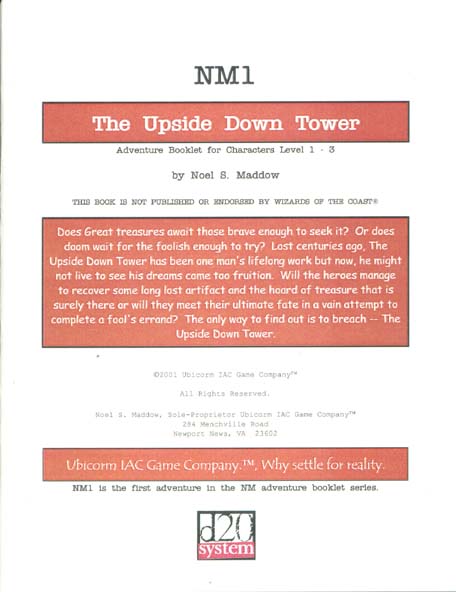 NM1
The Upside Down Tower
Adventure Booklet for Characters Level 1 - 3
by Noel S. Maddow
THIS BOOK IS NOT PUBLISHED OR ENDORSED BY WIZARDS OF THE COAST®
Does Great treasures await those brave enough to seek it? Or does
doom wait for the foolish enough to try? Lost centuries ago, The
Upside Down Tower has been one man's lifelong work but now, he might
not live to see his dreams come too fruition. Will the heroes manage
to recover some long lost artifact and the hoard of treasure that is
surely there or will they meet their ultimate fate in a vain attempt to
complete a fool's errand? The only way to find out is to breach -- The
Upside Down Tower.
©2001 Ubicorm IAC Game Company™
All Rights Reserved.
Noel S. Maddow, Sole-Proprietor Ubicorm IAC Game Company™
284 Menchville Road
Newport News, VA 23602
Ubicorm IAC Game Company.™. Why settle for reality.
NM1 is the first adventure in the NM adventure booklet series.
d20
system